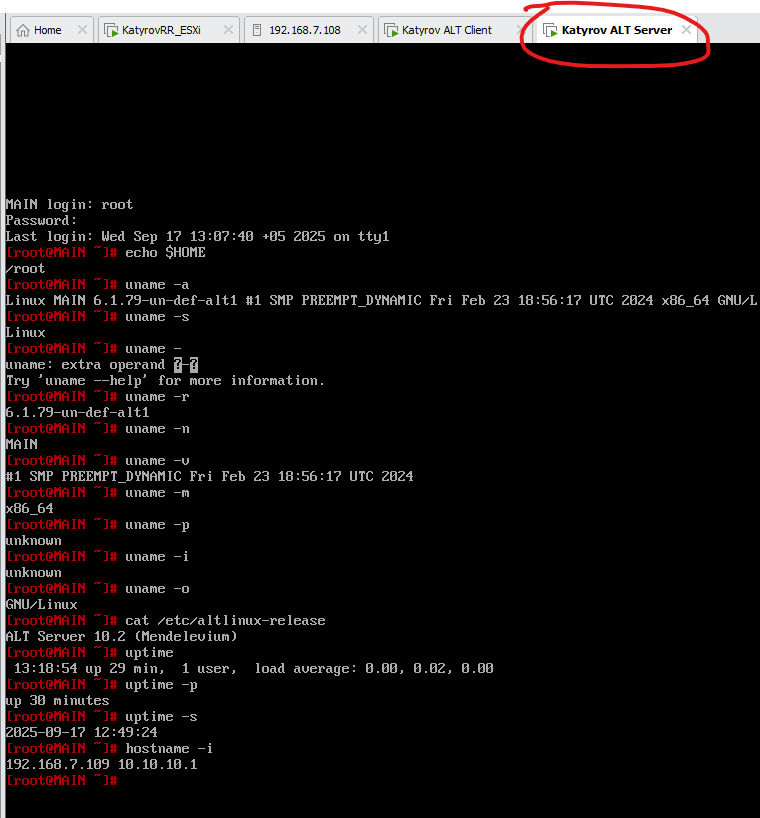 Home KatyrovRR_ESXi 192.168.7.108 Katyrov ALT Client Katyrov ALT Server
MAIN login: root
Password:
Last login: Wed Sep 17 13:07:40 +05 2025 on tty1
[root@MAIN ~]# echo $HOME
/root
[root@MAIN ~]# uname -a
Linux MAIN 6.1.79-un-def-alt1 #1 SMP PREEMPT_DYNAMIC Fri Feb 23 18:56:17 UTC 2024 x86_64 GNU/L
[root@MAIN ~]# uname -s
Linux
[root@MAIN ~]# uname -
uname: extra operand �-�
Try 'uname --help' for more information.
[root@MAIN ~]# uname -r
6.1.79-un-def-alt1
[root@MAIN ~]# uname -n
MAIN
[root@MAIN ~]# uname -v
#1 SMP PREEMPT_DYNAMIC Fri Feb 23 18:56:17 UTC 2024
[root@MAIN ~]# uname -m
x86_64
[root@MAIN ~]# uname -p
unknown
[root@MAIN ~]# uname -i
unknown
[root@MAIN ~]# uname -o
GNU/Linux
[root@MAIN ~]# cat /etc/altlinux-release
ALT Server 10.2 (Mendelevium)
[root@MAIN ~]# uptime
 13:18:54 up 29 min,  1 user,  load average: 0.00, 0.02, 0.00
[root@MAIN ~]# uptime -p
up 30 minutes
[root@MAIN ~]# uptime -s
2025-09-17 12:49:24
[root@MAIN ~]# hostname -i
192.168.7.109 10.10.10.1
[root@MAIN ~]#